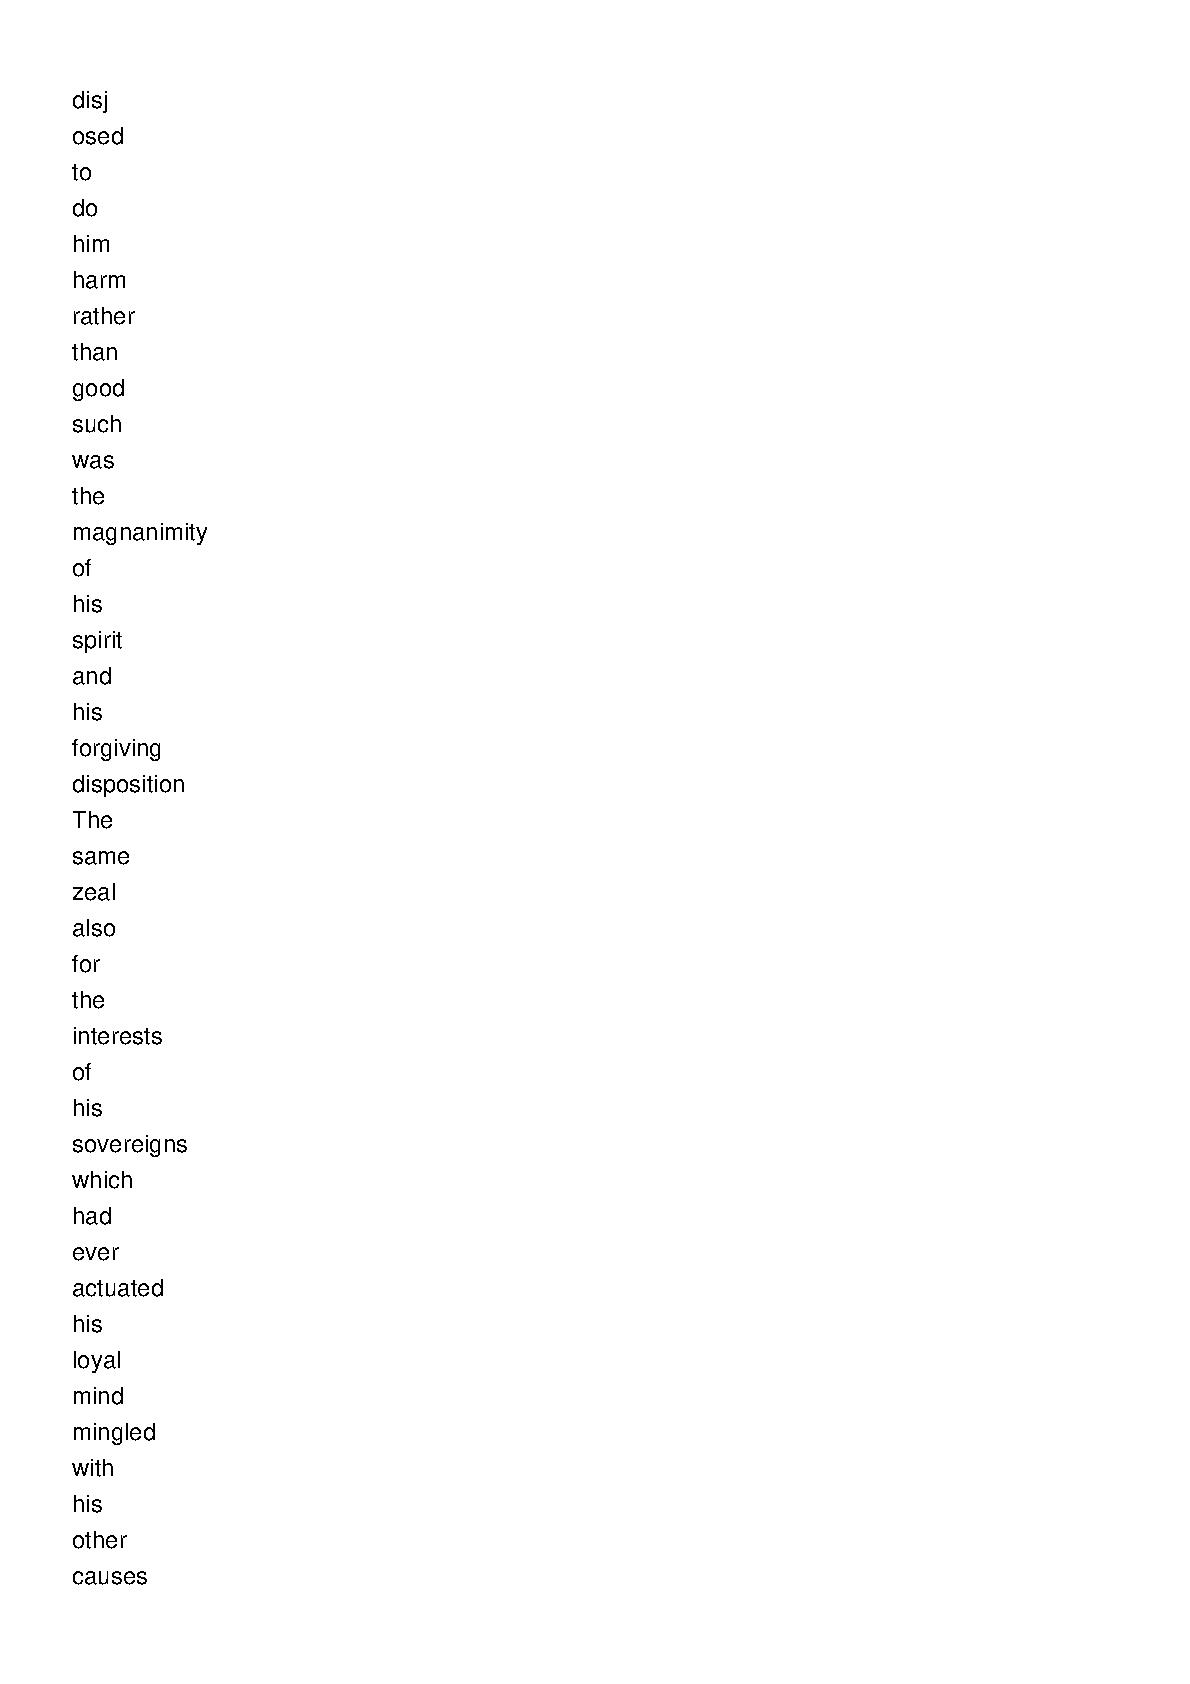 disj
osed
to
do
him
harm
rather
than
good
such
was
the
magnanimity
of
his
spirit
and
his
forgiving
disposition
The
same
zeal
also
for
the
interests
of
his
sovereigns
which
had
ever
actuated
his
loyal
mind
mingled
with
his
other
causes